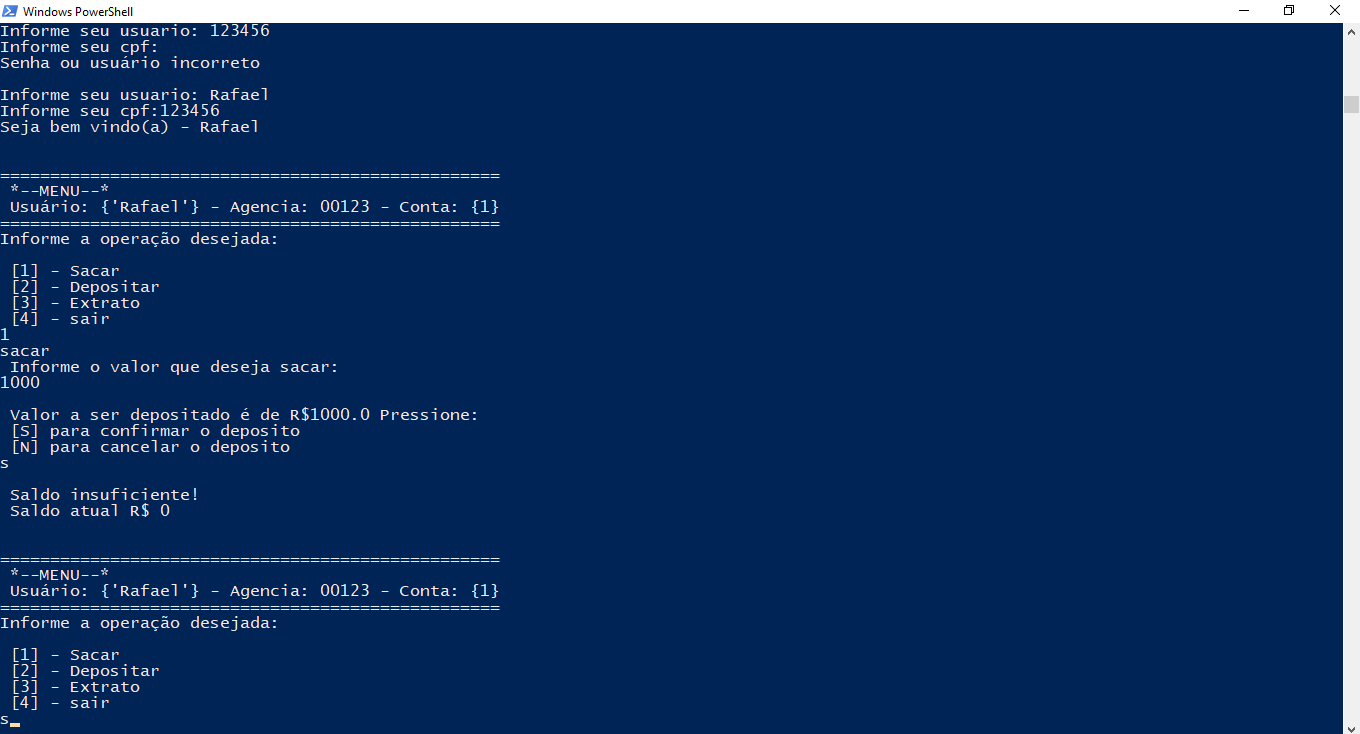 Windows PowerShell
Informe seu usuario: 123456
Informe seu cpf:
Senha ou usuário incorreto
Informe seu usuario: Rafael
Informe seu cpf:123456
Seja bem vindo(a) - Rafael
==================================================
*--MENU--*
Usuário: {'Rafael'} - Agencia: 00123 - Conta: {1}
==================================================
Informe a operação desejada:
[1] - Sacar
[2] - Depositar
[3] - Extrato
[4] - sair
1
sacar
Informe o valor que deseja sacar:
1000
Valor a ser depositado é de R$1000.0 Pressione:
[S] para confirmar o deposito
[N] para cancelar o deposito
s
Saldo insuficiente!
Saldo atual R$ 0
==================================================
*--MENU--*
Usuário: {'Rafael'} - Agencia: 00123 - Conta: {1}
==================================================
Informe a operação desejada:
[1] - Sacar
[2] - Depositar
[3] - Extrato
[4] - sair
s